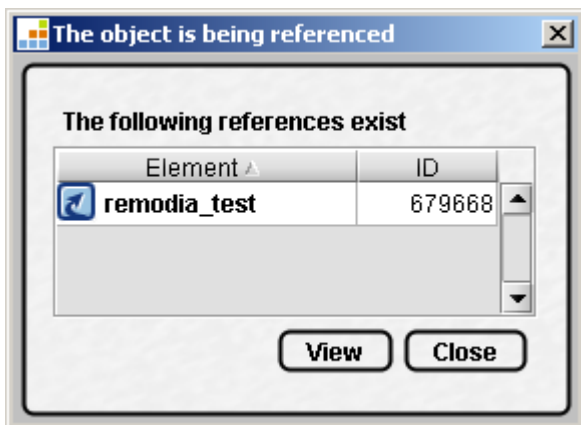 The object is being referenced
The following references exist
Element ID
remodia_test 679668
View Close